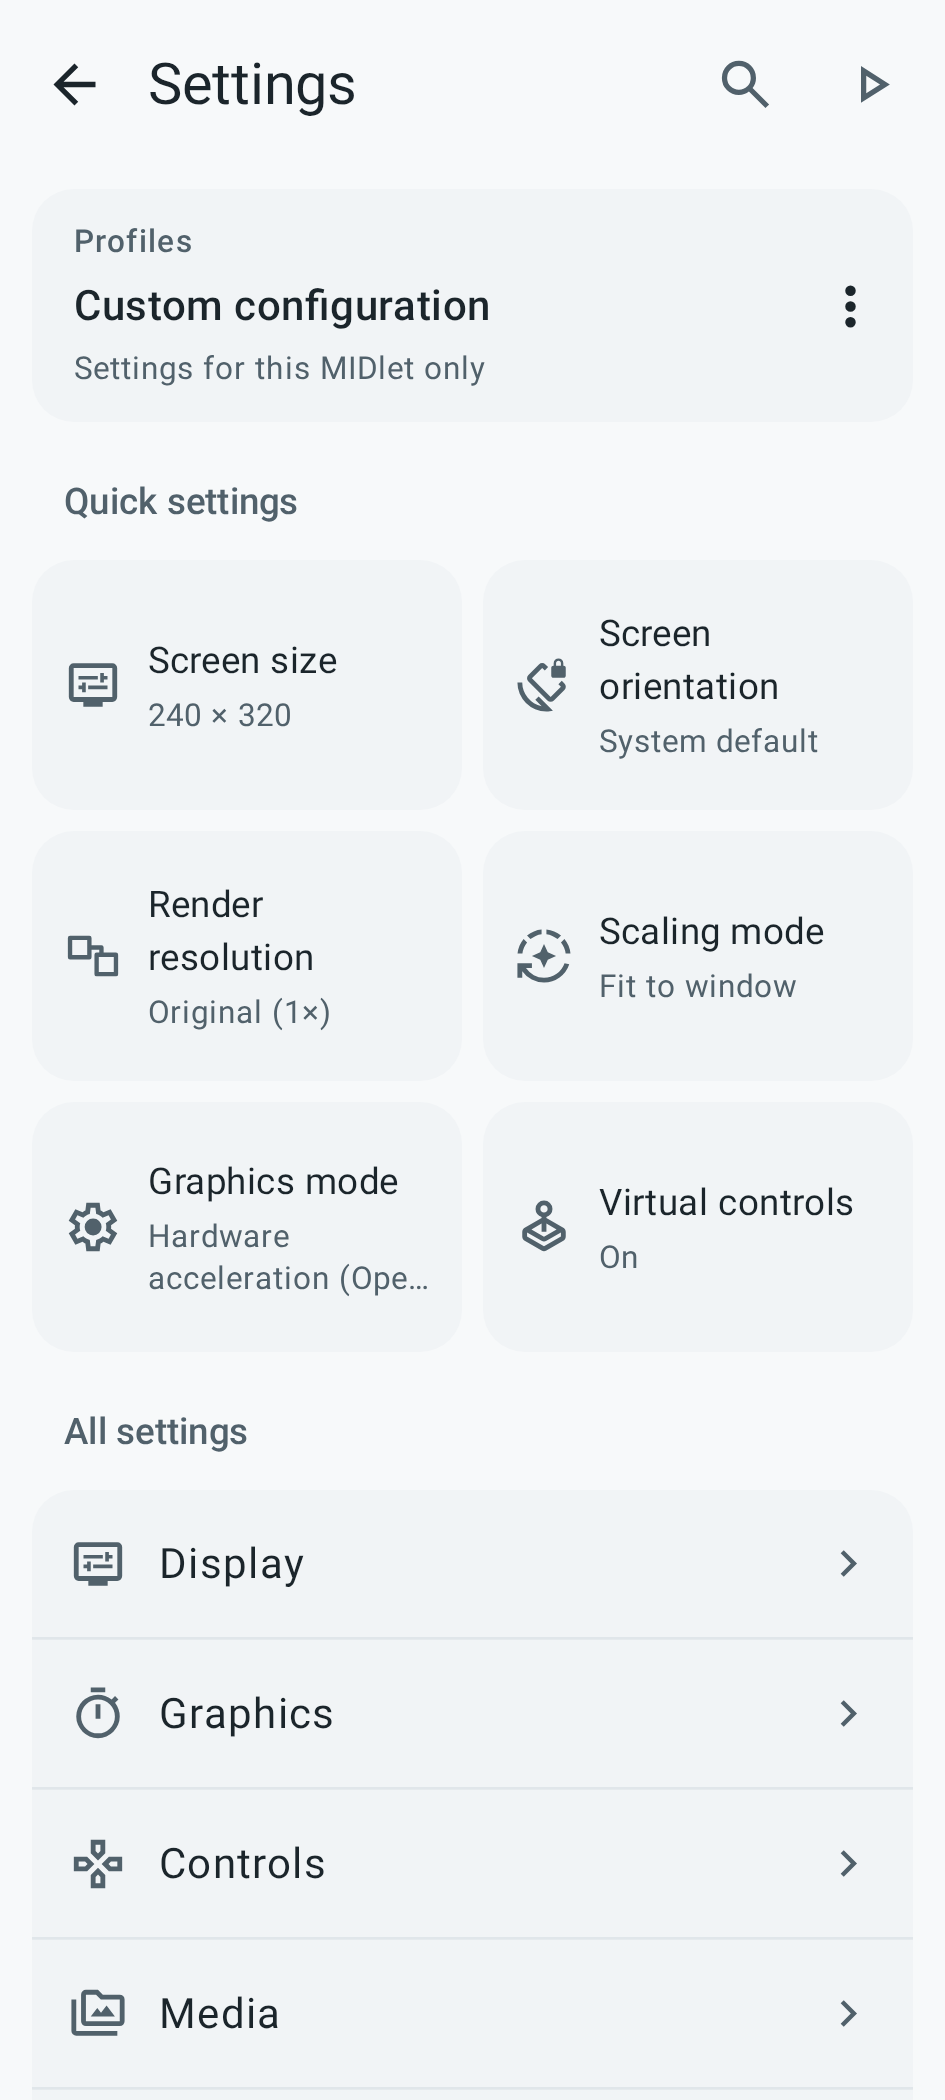 Settings
Profiles
Custom configuration
Settings for this MIDlet only
Quick settings
Screen size
240 × 320
Screen
orientation
System default
Render
resolution
Original (1×)
Scaling mode
Fit to window
Graphics mode
Hardware
acceleration (Ope…
Virtual controls
On
All settings
Display
Graphics
Controls
Media